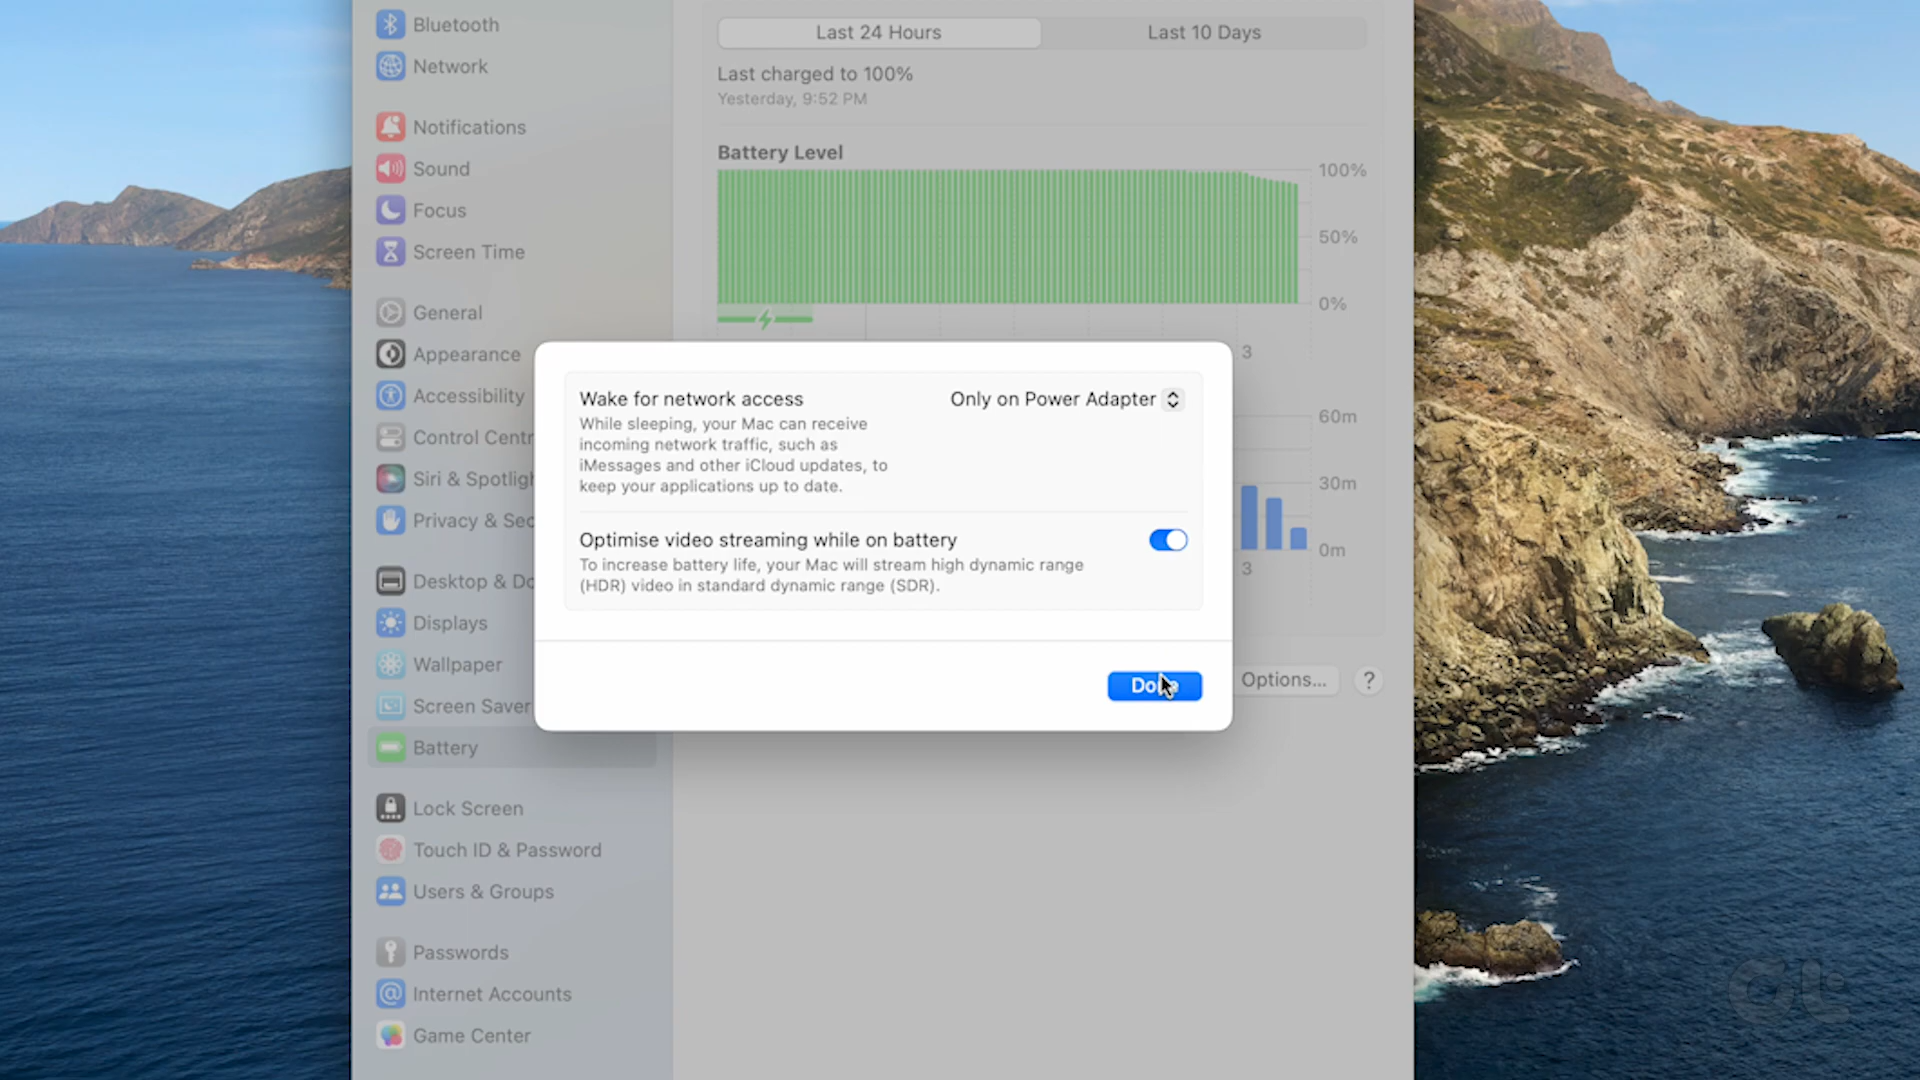 Bluetooth
Network
Notifications
Sound
Focus
Screen Time
General
Appearance
Accessibility
Control Centr
Siri & Spotligh
Privacy & Sec
Desktop & Do
Displays
Wallpaper
Screen Saver
Battery
Lock Screen
Touch ID & Password
Users & Groups
Passwords
Internet Accounts
Game Center
Last 24 Hours
Last 10 Days
Last charged to 100%
Yesterday, 9:52 PM
Battery Level
100%
50%
0%
3
60m
30m
0m
3
Wake for network access
Only on Power Adapter
While sleeping, your Mac can receive
incoming network traffic, such as
iMessages and other iCloud updates, to
keep your applications up to date.
Optimise video streaming while on battery
To increase battery life, your Mac will stream high dynamic range
(HDR) video in standard dynamic range (SDR).
Done
Options...
?